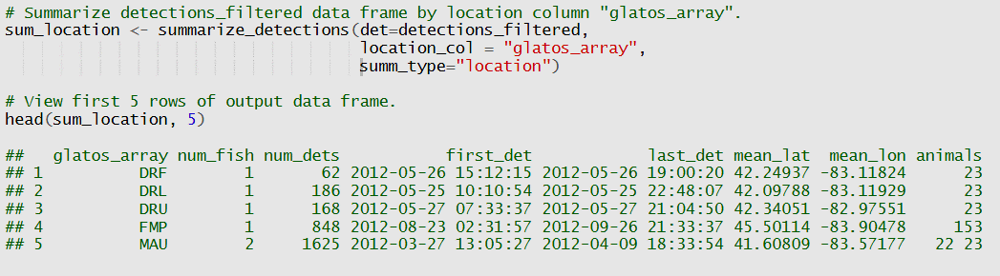 # Summarize detections_filtered data frame by location column "glatos_array".
sum_location <- summarize_detections(det=detections_filtered,
                                     location_col = "glatos_array",
                                     summ_type="location")

# View first 5 rows of output data frame.
head(sum_location, 5)

##   glatos_array num_fish num_dets           first_det            last_det mean_lat  mean_lon animals
## 1          DRF        1       62 2012-05-26 15:12:15 2012-05-26 19:00:20 42.24937 -83.11824      23
## 2          DRL        1      186 2012-05-25 10:10:54 2012-05-25 22:48:07 42.09788 -83.11929      23
## 3          DRU        1      168 2012-05-27 07:33:37 2012-05-27 21:04:50 42.34051 -82.97551      23
## 4          FMP        1      848 2012-08-23 02:31:57 2012-09-26 21:33:37 45.50114 -83.90478     153
## 5          MAU        2     1625 2012-03-27 13:05:27 2012-04-09 18:33:54 41.60809 -83.57177   22 23